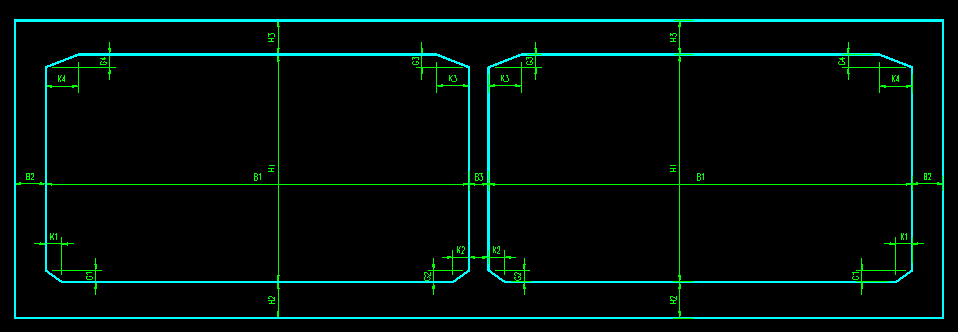 H3 H3
G4 G3 G3 G4
K4 K3 K3 K4
H1 H1
B2 B1 B3 B1 B2
K1 K2 K2 K1
G1 G2 G2 G1
H2 H2